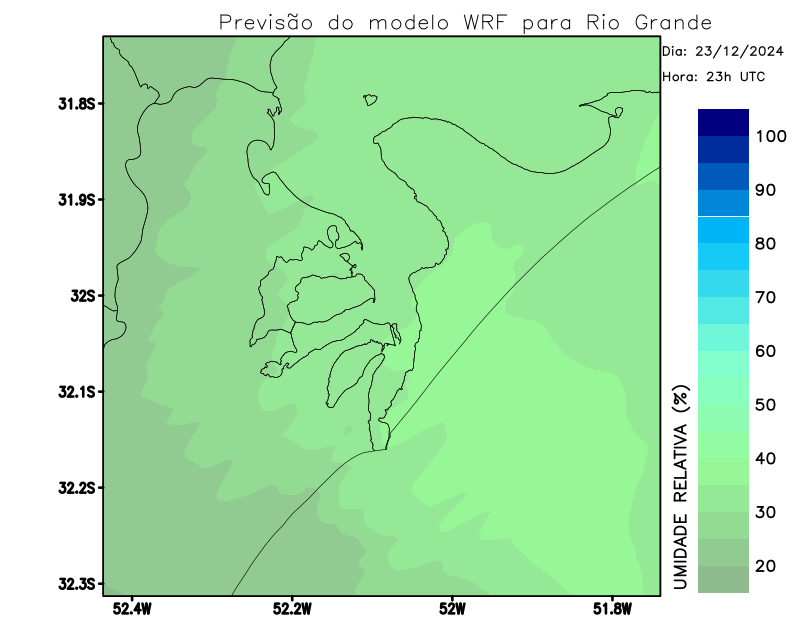 Previsão do modelo WRF para Rio Grande
Dia: 23/12/2024
Hora: 23h UTC
31.8S
31.9S
32S
32.1S
32.2S
32.3S
52.4W
52.2W
52W
51.8W
UMIDADE RELATIVA (%)
100
90
80
70
60
50
40
30
20